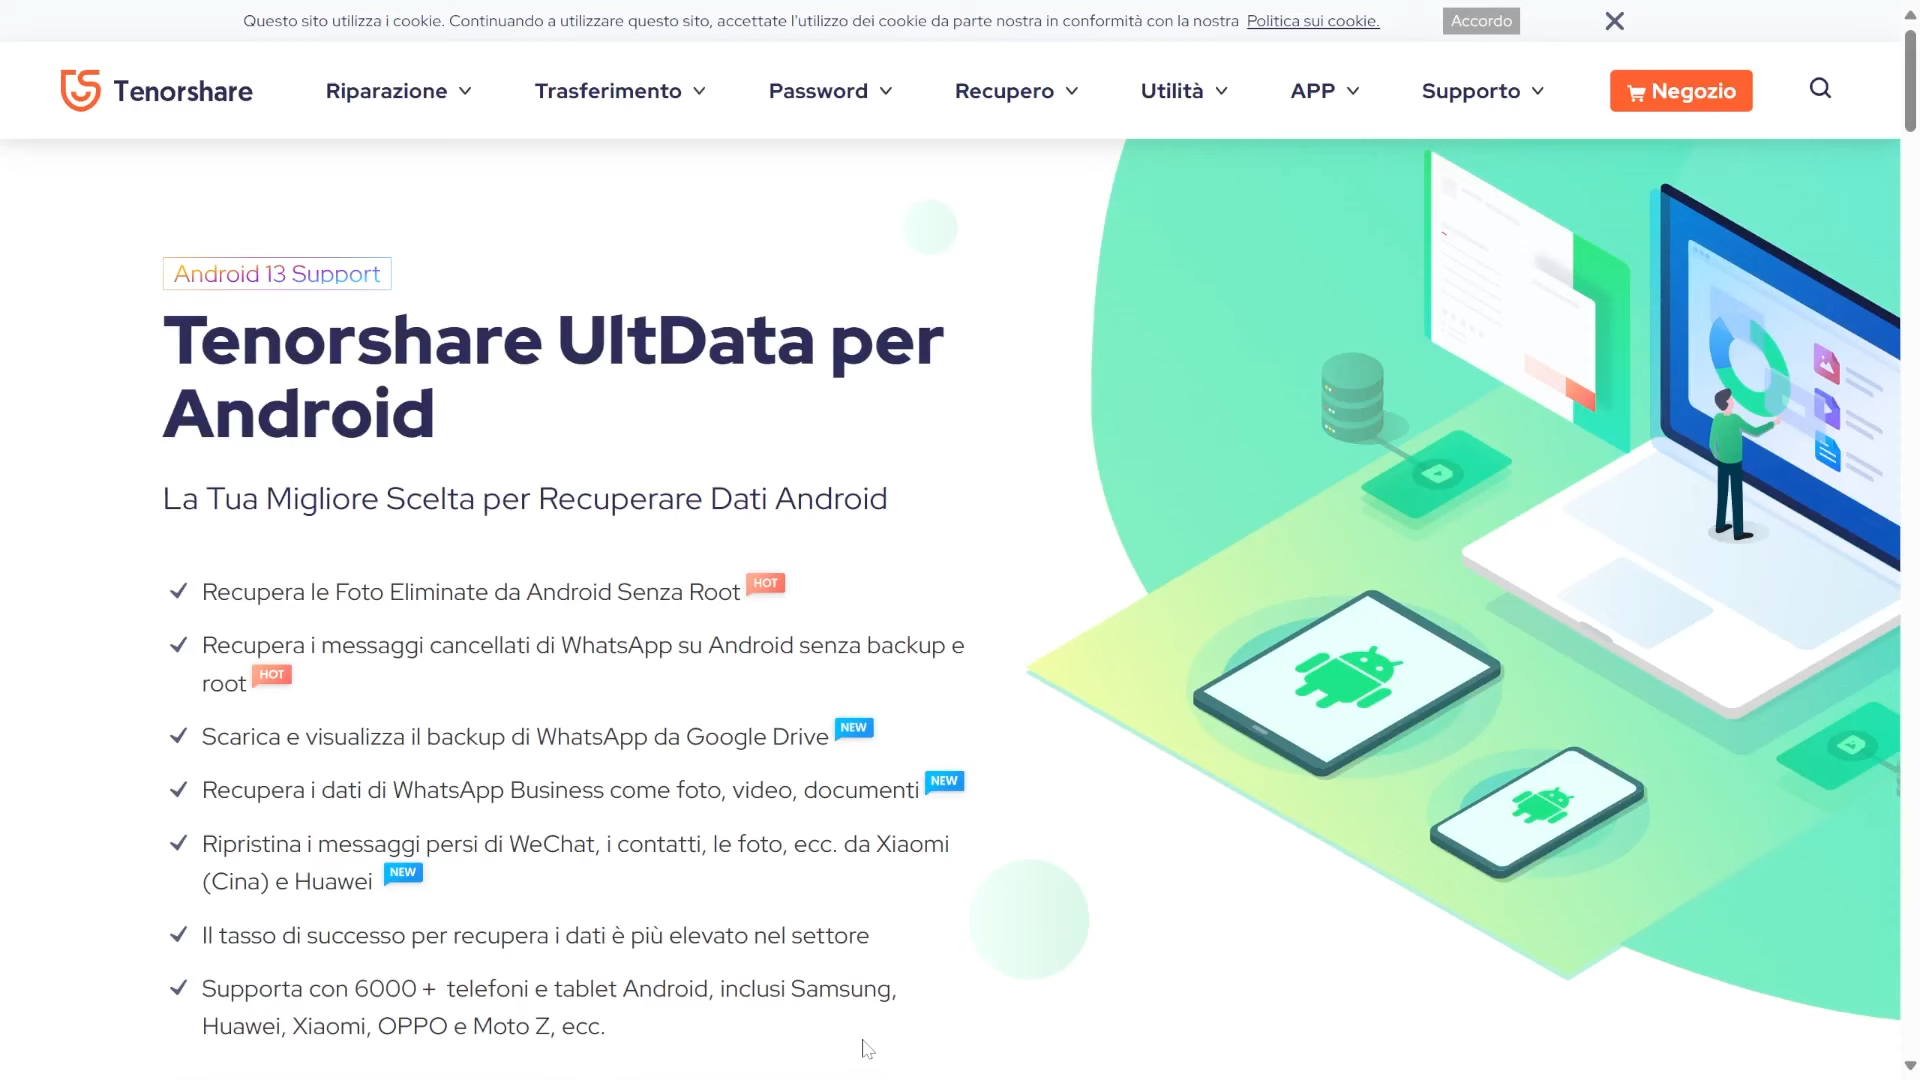 Questo sito utilizza i cookie. Continuando a utilizzare questo sito, accettate l'utilizzo dei cookie da parte nostra in conformità con la nostra Politica sui cookie. Accordo
Tenorshare Riparazione Trasferimento Password Recupero Utilità APP Supporto Negozio
Android 13 Support
Tenorshare UltData per
Android
La Tua Migliore Scelta per Recuperare Dati Android
Recupera le Foto Eliminate da Android Senza Root HOT
Recupera i messaggi cancellati di WhatsApp su Android senza backup e
root HOT
Scarica e visualizza il backup di WhatsApp da Google Drive NEW
Recupera i dati di WhatsApp Business come foto, video, documenti NEW
Ripristina i messaggi persi di WeChat, i contatti, le foto, ecc. da Xiaomi
(Cina) e Huawei NEW
Il tasso di successo per recupera i dati è più elevato nel settore
Supporta con 6000+ telefoni e tablet Android, inclusi Samsung,
Huawei, Xiaomi, OPPO e Moto Z, ecc.